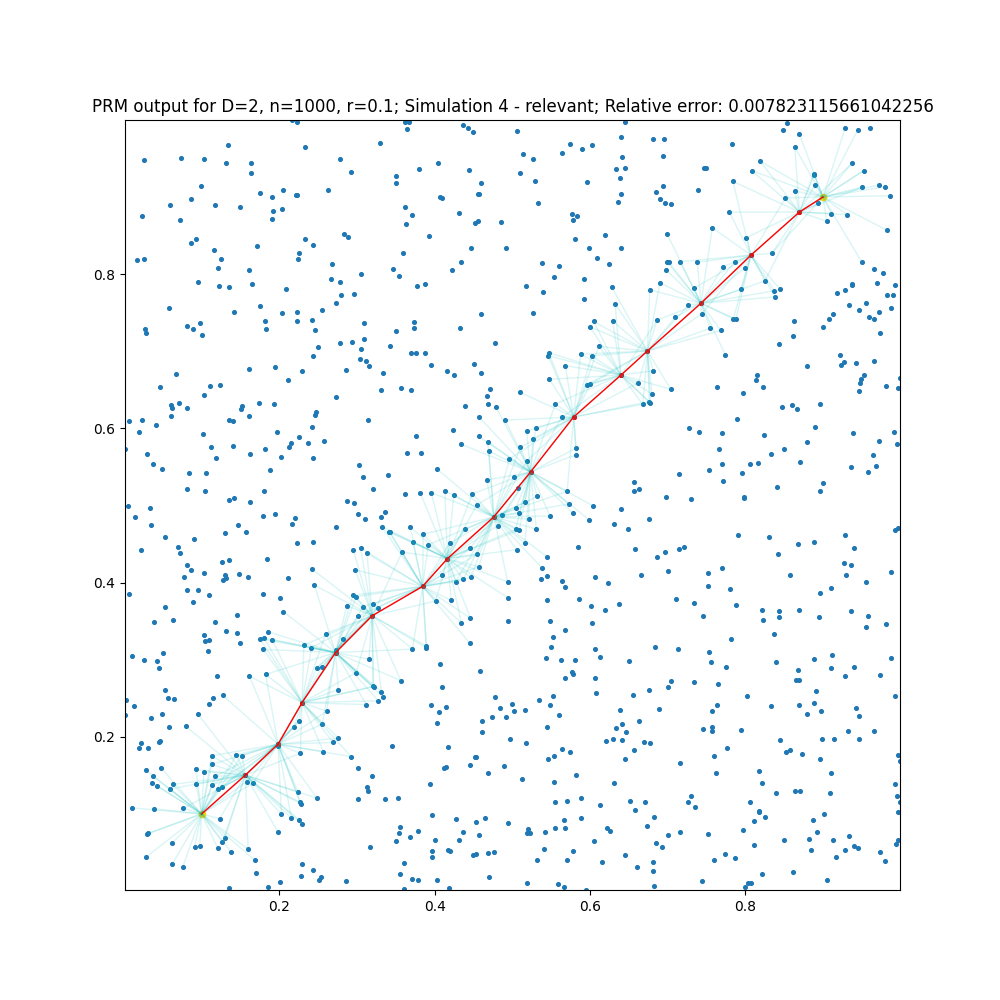 PRM output for D=2, n=1000, r=0.1; Simulation 4 - relevant; Relative error: 0.007823115661042256
0.8
0.6
0.4
0.2
0.2 0.4 0.6 0.8